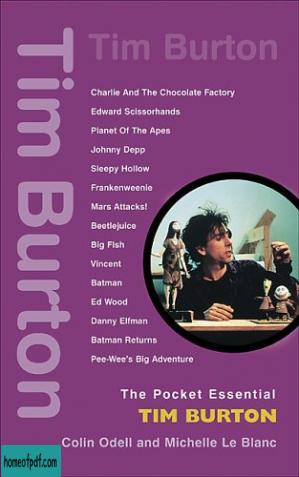 Tim Burton
Tim Burton
Charlie And The Chocolate Factory
Edward Scissorhands
Planet Of The Apes
Johnny Depp
Sleepy Hollow
Frankenweenie
Mars Attacks!
Beetlejuice
Big Fish
Vincent
Batman
Ed Wood
Danny Elfman
Batman Returns
Pee-Wee's Big Adventure
The Pocket Essential
TIM BURTON
Colin Odell and Michelle Le Blanc
homeofpdf.com